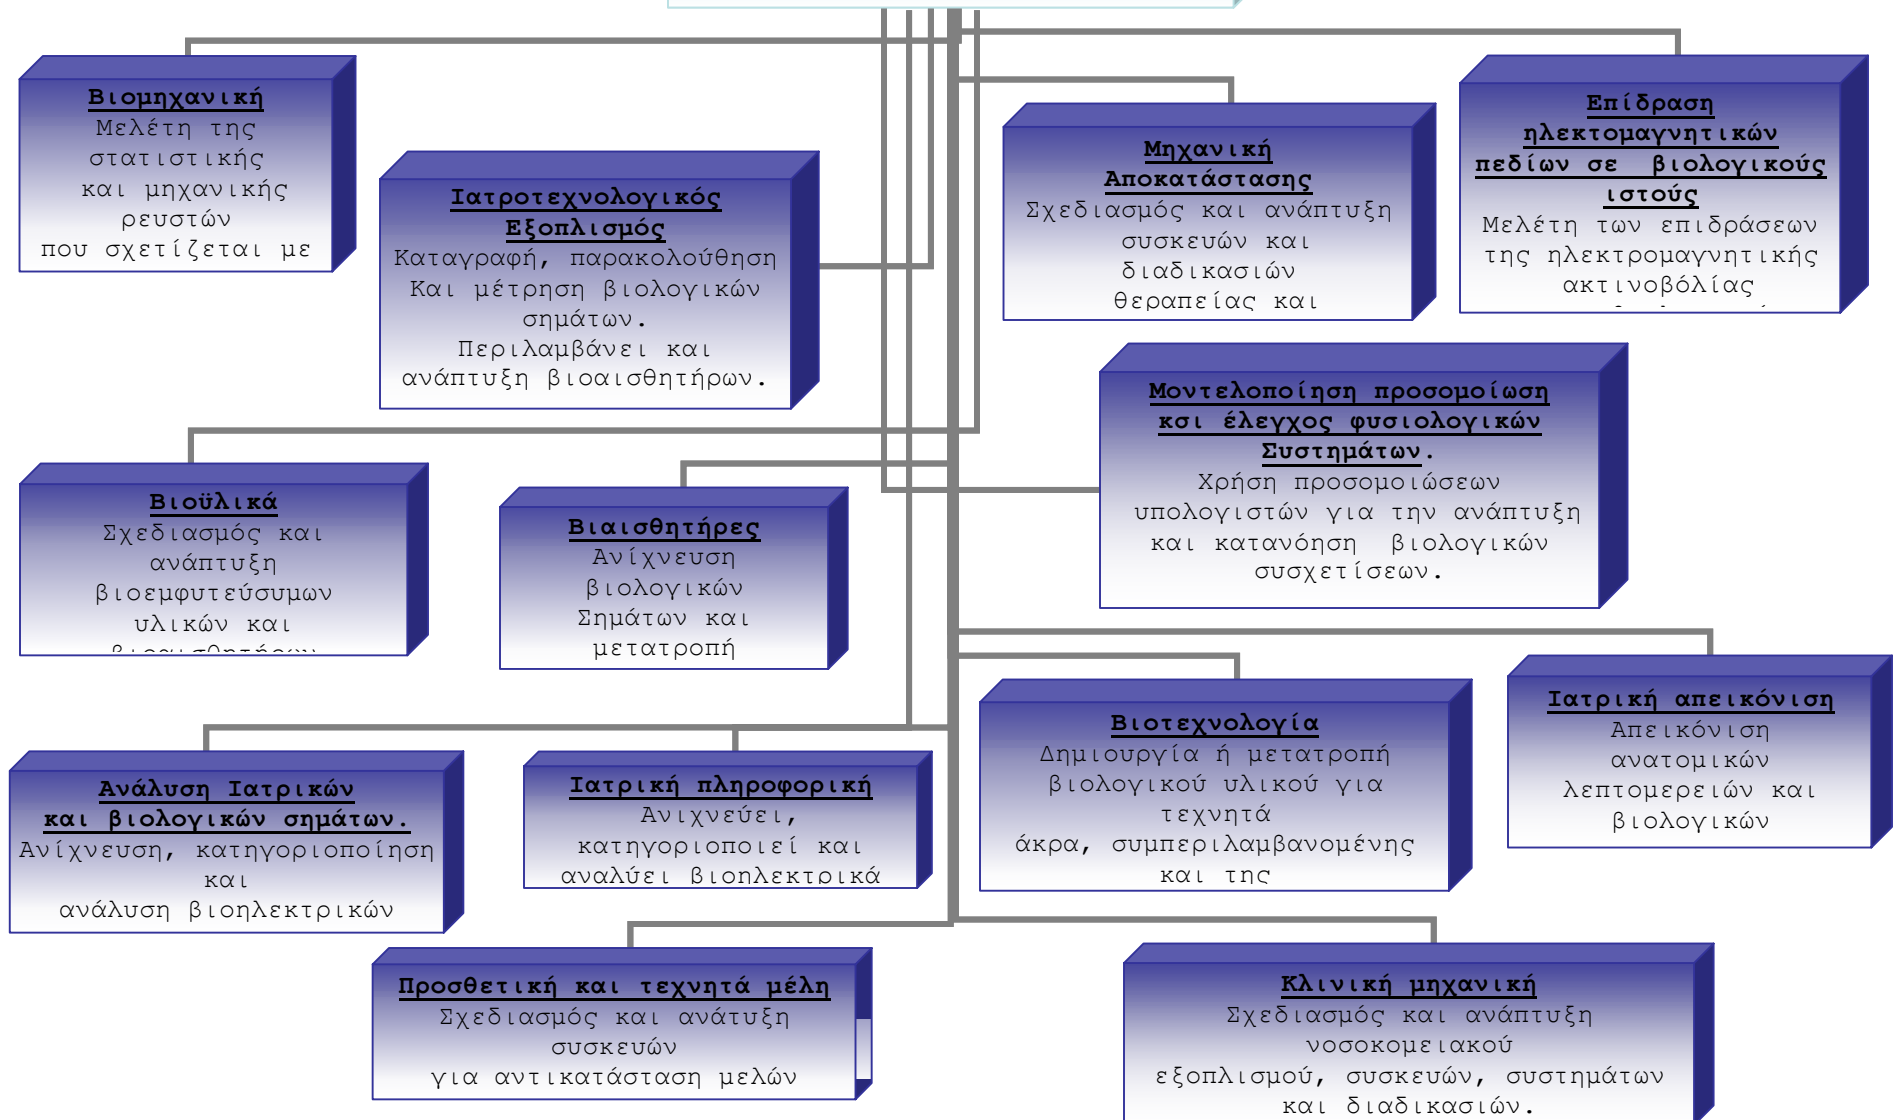 Βιομηχανική
Μελέτη της
στατιστικής
και μηχανικής
ρευστών
που σχετίζεται με
Ιατροτεχνολογικός
Εξοπλισμός
Καταγραφή, παρακολούθηση
Και μέτρηση βιολογικών
σημάτων.
Περιλαμβάνει και
ανάπτυξη βιοαισθητήρων.
Μηχανική
Αποκατάστασης
Σχεδιασμός και ανάπτυξη
συσκευών και
διαδικασιών
θεραπείας και
Επίδραση
ηλεκτομαγνητικών
πεδίων σε βιολογικούς
ιστούς
Μελέτη των επιδράσεων
της ηλεκτρομαγνητικής
ακτινοβόλίας
Μοντελοποίηση προσομοίωση
κσι έλεγχος φυσιολογικών
Συστημάτων.
Χρήση προσομοιώσεων
υπολογιστών για την ανάπτυξη
και κατανόηση βιολογικών
συσχετίσεων.
Βιοϋλικά
Σχεδιασμός και
ανάπτυξη
βιοεμφυτεύσυμων
υλικών και
βιοαισθητήρων
Βιαισθητήρες
Ανίχνευση
βιολογικών
Σημάτων και
μετατροπή
Βιοτεχνολογία
Δημιουργία ή μετατροπή
βιολογικού υλικού για
τεχνητά
άκρα, συμπεριλαμβανομένης
και της
Ιατρική απεικόνιση
Απεικόνιση
ανατομικών
λεπτομερειών και
βιολογικών
Ανάλυση Ιατρικών
και βιολογικών σημάτων.
Ανίχνευση, κατηγοριοποίηση
και
ανάλυση βιοηλεκτρικών
Ιατρική πληροφορική
Ανιχνεύει,
κατηγοριοποιεί και
αναλύει βιοηλεκτρικά
Προσθετική και τεχνητά μέλη
Σχεδιασμός και ανάτυξη
συσκευών
για αντικατάσταση μελών
Κλινική μηχανική
Σχεδιασμός και ανάπτυξη
νοσοκομειακού
εξοπλισμού, συσκευών, συστημάτων
και διαδικασιών.